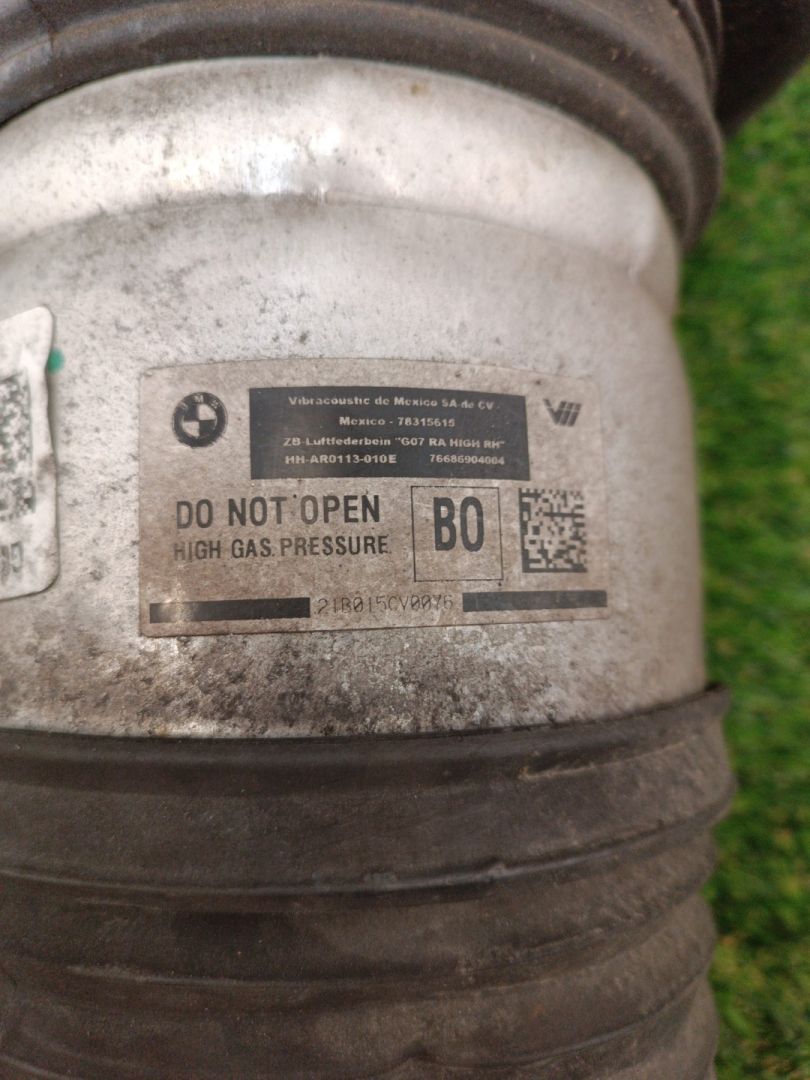 BMW
Vibracoustic de Mexico SA de CV
Mexico - 78315615
ZB-Luftfederbein "G07 RA HIGH RH"
HH-AR0113-010E 76686904004
DO NOT OPEN
HIGH GAS PRESSURE
BO
21B015CV0076